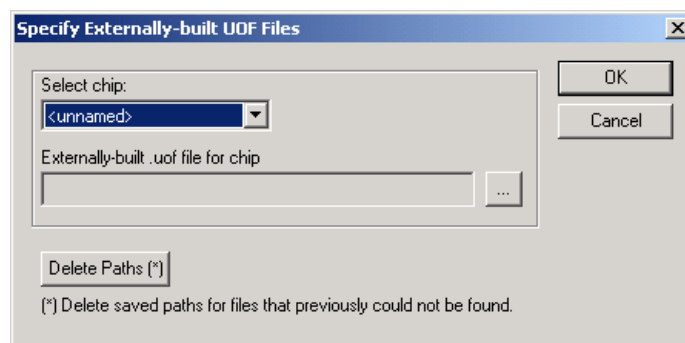 Specify Externally-built UOF Files
Select chip:
<unnamed>
Externally-built .uof file for chip
...
OK
Cancel
Delete Paths (*)
(*) Delete saved paths for files that previously could not be found.